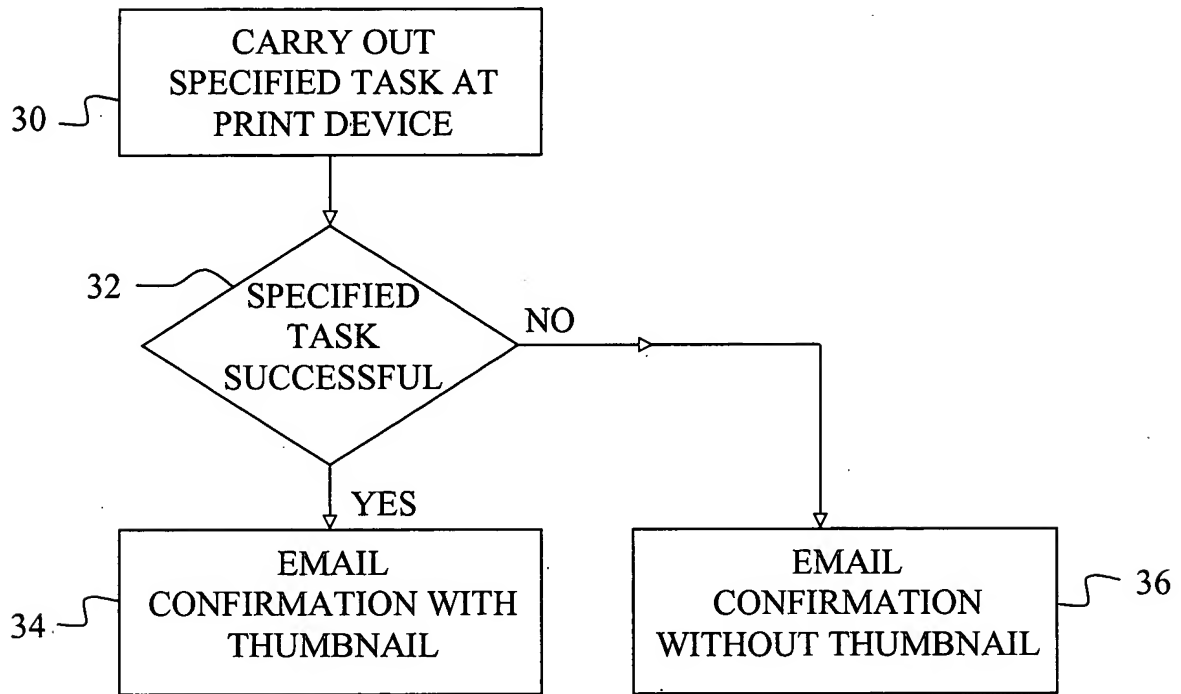 CARRY OUT
SPECIFIED TASK AT
PRINT DEVICE
30
32
SPECIFIED
TASK
SUCCESSFUL
NO
YES
EMAIL
CONFIRMATION WITH
THUMBNAIL
34
EMAIL
CONFIRMATION
WITHOUT THUMBNAIL
36